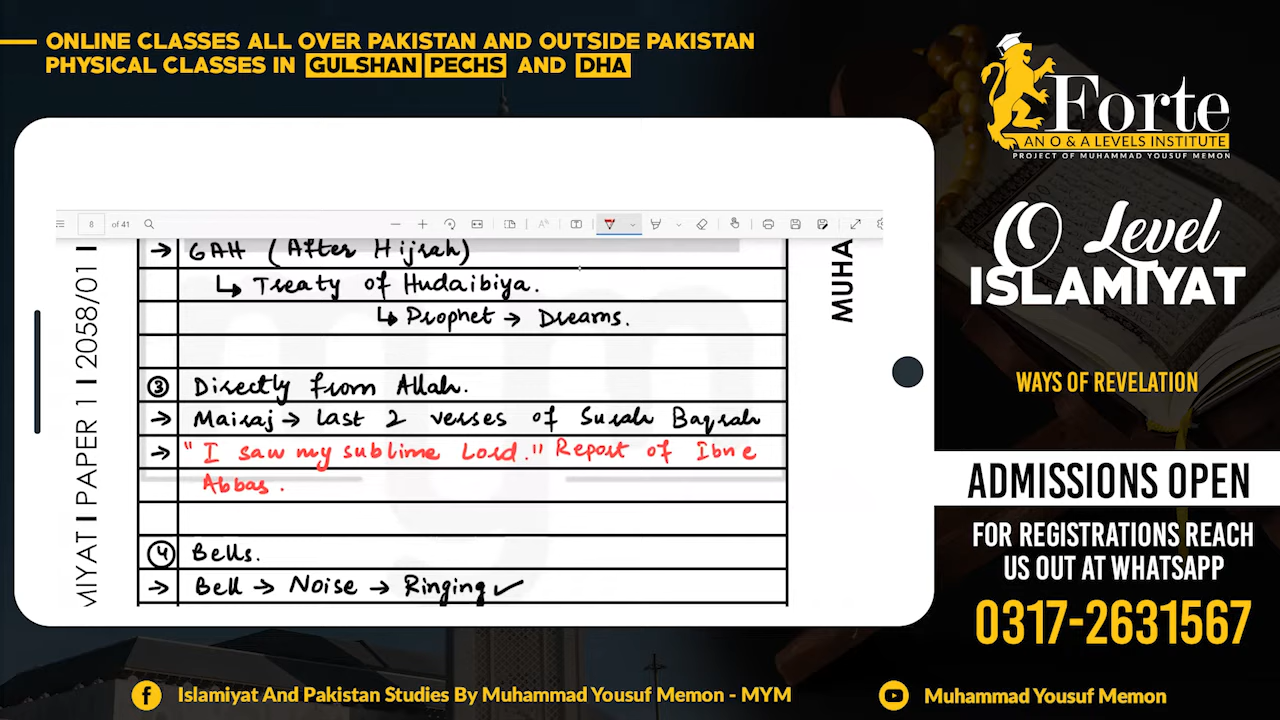 ONLINE CLASSES ALL OVER PAKISTAN AND OUTSIDE PAKISTAN
PHYSICAL CLASSES IN GULSHAN PECHS AND DHA
Forte
AN O & A LEVELS INSTITUTE
PROJECT OF MUHAMMAD YOUSUF MEMON
O Level
ISLAMIYAT
WAYS OF REVELATION
ADMISSIONS OPEN
FOR REGISTRATIONS REACH
US OUT AT WHATSAPP
0317-2631567
8 of 41
MIYAT I PAPER 1 I 2058/01 I
MUHA
→ 6AH (After Hijrah)
↳ Treaty of Hudaibiya.
↳ Prophet → Dreams.
③ Directly from Allah.
→ Mairaj → last 2 verses of Surah Baqrah
→ "I saw my sublime Lord." Report of Ibne
Abbas.
④ Bells.
→ Bell → Noise → Ringing ✓
Islamiyat And Pakistan Studies By Muhammad Yousuf Memon - MYM
Muhammad Yousuf Memon